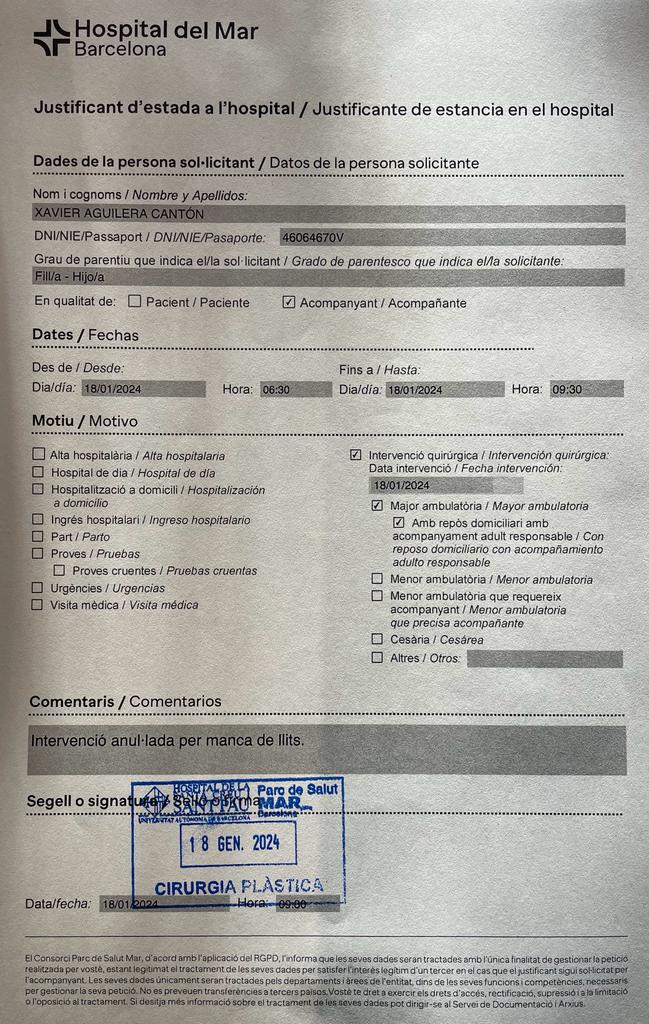 Hospital del Mar
Barcelona
Justificant d'estada a l'hospital / Justificante de estancia en el hospital
Dades de la persona sol·licitant / Datos de la persona solicitante
Nom i cognoms / Nombre y Apellidos:
XAVIER AGUILERA CANTÓN
DNI/NIE/Passaport / DNI/NIE/Pasaporte: 46064670V
Grau de parentiu que indica el/la sol·licitant / Grado de parentesco que indica el/la solicitante:
Fill/a - Hijo/a
En qualitat de: ☐ Pacient / Paciente ☑ Acompanyant / Acompañante
Dates / Fechas
Des de / Desde: Fins a / Hasta:
Dia/día: 18/01/2024 Hora: 06:30 Dia/día: 18/01/2024 Hora: 09:30
Motiu / Motivo
☐ Alta hospitalària / Alta hospitalaria
☐ Hospital de dia / Hospital de día
☐ Hospitalització a domicili / Hospitalización
a domicilio
☐ Ingrés hospitalari / Ingreso hospitalario
☐ Part / Parto
☐ Proves / Pruebas
☐ Proves cruentes / Pruebas cruentas
☐ Urgències / Urgencias
☐ Visita mèdica / Visita médica
☑ Intervenció quirúrgica / Intervención quirúrgica:
Data intervenció / Fecha intervención:
18/01/2024
☑ Major ambulatòria / Mayor ambulatoria
☑ Amb repòs domiciliari amb
acompanyament adult responsable / Con
reposo domiciliario con acompañamiento
adulto responsable
☐ Menor ambulatòria / Menor ambulatoria
☐ Menor ambulatòria que requereix
acompanyant / Menor ambulatoria
que precisa acompañante
☐ Cesària / Cesárea
☐ Altres / Otros:
Comentaris / Comentarios
Intervenció anul·lada per manca de llits.
Segell o signatura / Sello o firma
HOSPITAL DE LA
SANTA CREU I
SANT PAU
UNIVERSITAT AUTÒNOMA DE BARCELONA
Parc de Salut
MAR
Barcelona
18 GEN. 2024
CIRURGIA PLÀSTICA
Data/fecha: 18/01/2024 Hora: 09:00
El Consorci Parc de Salut Mar, d'acord amb l'aplicació del RGPD, l'informa que les seves dades seran tractades amb l'única finalitat de gestionar la petició
realitzada per vostè, estant legitimat el tractament de les seves dades per satisfer l'interès legítim d'un tercer en el cas que el justificant sigui sol·licitat per
l'acompanyant. Les seves dades únicament seran tractades pels departaments i àrees de l'entitat, dins de les seves funcions i competències, necessaris
per gestionar la seva petició. No es preveuen transferències a tercers països. Vostè te dret a exercir els drets d'accés, rectificació, supressió i a la limitació
o l'oposició al tractament. Si desitja més informació sobre el tractament de les seves dades pot dirigir-se al Servei de Documentació i Arxius.